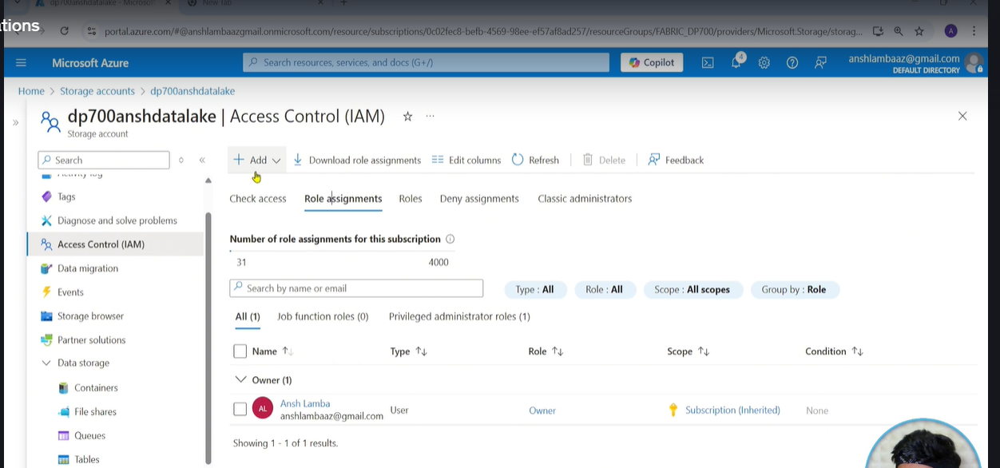 dp700anshdatalake - Microsoft
New Tab
tions
portal.azure.com/#@anshlambaazgmail.onmicrosoft.com/resource/subscriptions/0c02fec8-befb-4569-98ee-ef57af8ad257/resourceGroups/FABRIC_DP700/providers/Microsoft.Storage/storag...
A
Microsoft Azure
Search resources, services, and docs (G+/)
Copilot
4
anshlambaaz@gmail.com
DEFAULT DIRECTORY
Home > Storage accounts > dp700anshdatalake
dp700anshdatalake | Access Control (IAM)
Storage account
Search
Activity log
Tags
Diagnose and solve problems
Access Control (IAM)
Data migration
Events
Storage browser
Partner solutions
Data storage
Containers
File shares
Queues
Tables
Add
Download role assignments
Edit columns
Refresh
Delete
Feedback
Check access
Role assignments
Roles
Deny assignments
Classic administrators
Number of role assignments for this subscription
31
4000
Search by name or email
Type : All
Role : All
Scope : All scopes
Group by : Role
All (1)
Job function roles (0)
Privileged administrator roles (1)
Name
Type
Role
Scope
Condition
Owner (1)
AL
Ansh Lamba
anshlambaaz@gmail.com
User
Owner
Subscription (Inherited)
None
Showing 1 - 1 of 1 results.